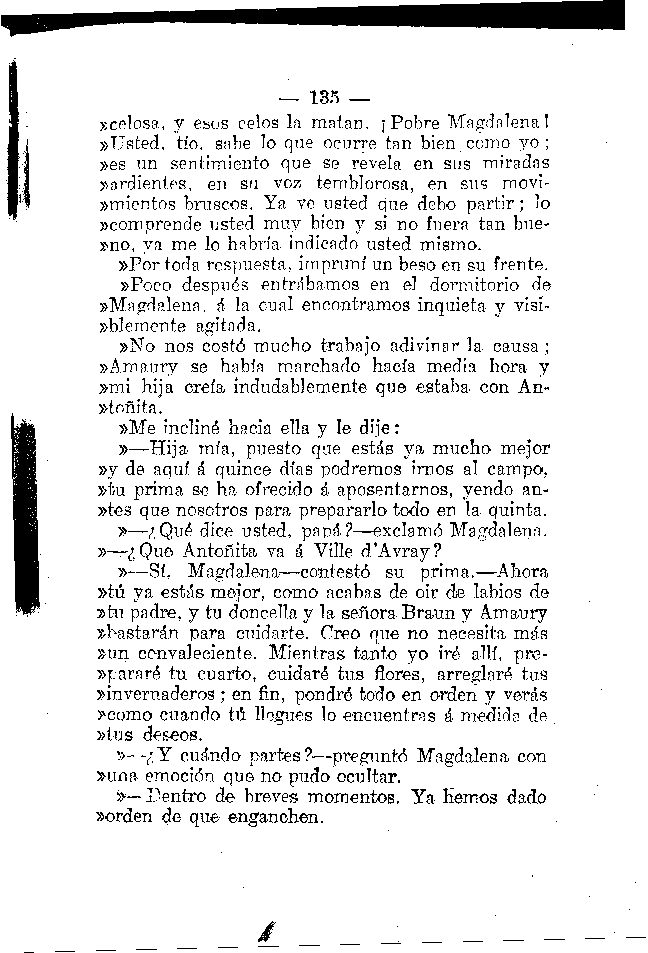 — 135 —
»celosa, y esos celos la matan. ¡Pobre Magdalena!
»Usted, tío, sabe lo que ocurre tan bien como yo;
»es un sentimiento que se revela en sus miradas
»ardientes, en su voz temblorosa, en sus movi-
»mientos bruscos. Ya ve usted que debo partir; lo
»comprende usted muy bien y si no fuera tan bue-
»no, ya me lo habría indicado usted mismo.
»Por toda respuesta, imprimí un beso en su frente.
»Poco después entrábamos en el dormitorio de
»Magdalena, á la cual encontramos inquieta y visi-
»blemente agitada.
»No nos costó mucho trabajo adivinar la causa;
»Amaury se había marchado hacía media hora y
»mi hija creía indudablemente que estaba con An-
»toñita.
»Me incliné hacia ella y le dije:
»—Hija mía, puesto que estás ya mucho mejor
»y de aquí á quince días podremos irnos al campo,
»tu prima se ha ofrecido á aposentarnos, yendo an-
»tes que nosotros para prepararlo todo en la quinta.
»—¿Qué dice usted, papá?—exclamó Magdalena.
»—¿Que Antoñita va á Ville d'Avray?
»—Sí, Magdalena—contestó su prima.—Ahora
»tú ya estás mejor, como acabas de oir de labios de
»tu padre, y tu doncella y la señora Braun y Amaury
»bastarán para cuidarte. Creo que no necesita más
»un convaleciente. Mientras tanto yo iré allí, pre-
»pararé tu cuarto, cuidaré tus flores, arreglaré tus
»invernaderos; en fin, pondré todo en orden y verás
»como cuando tú llegues lo encuentras á medida de
»tus deseos.
»—¿Y cuándo partes?—preguntó Magdalena con
»una emoción que no pudo ocultar.
»—Dentro de breves momentos. Ya hemos dado
»orden de que enganchen.